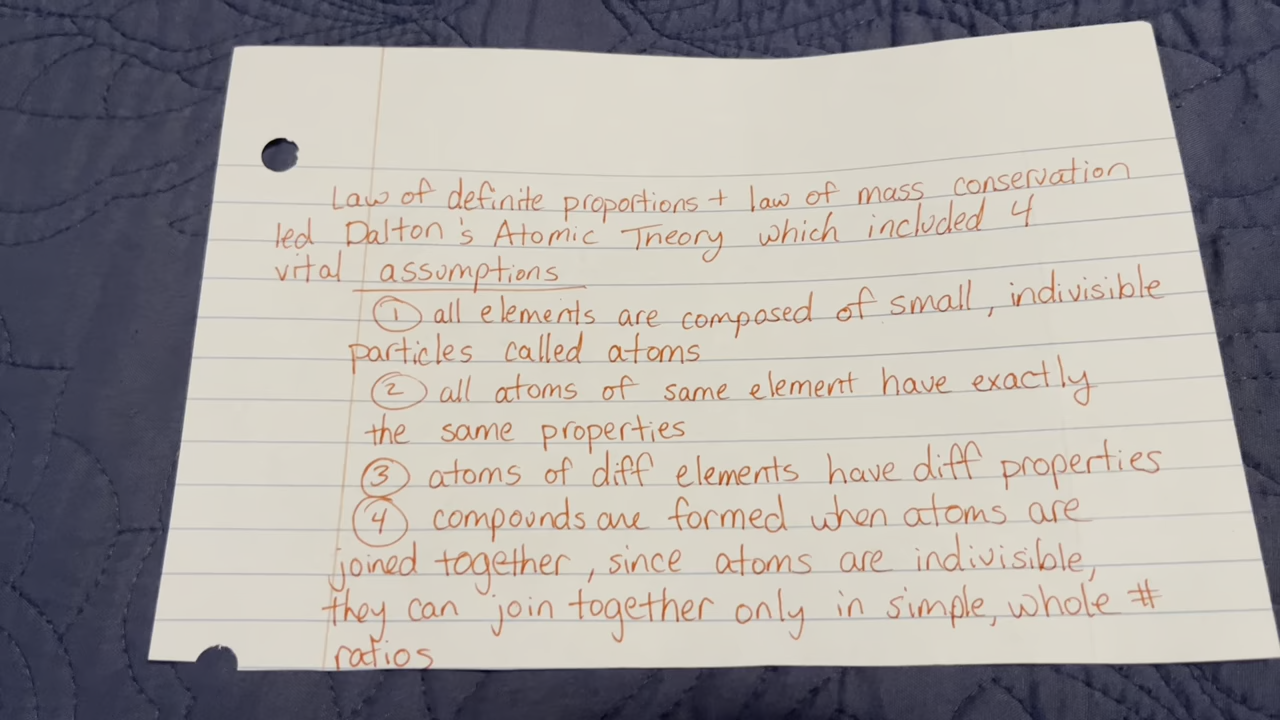 Law of definite proportions + law of mass conservation
led Dalton's Atomic Theory which included 4
vital assumptions
① all elements are composed of small, indivisible
particles called atoms
② all atoms of same element have exactly
the same properties
③ atoms of diff elements have diff properties
④ compounds are formed when atoms are
joined together, since atoms are indivisible,
they can join together only in simple, whole #
ratios